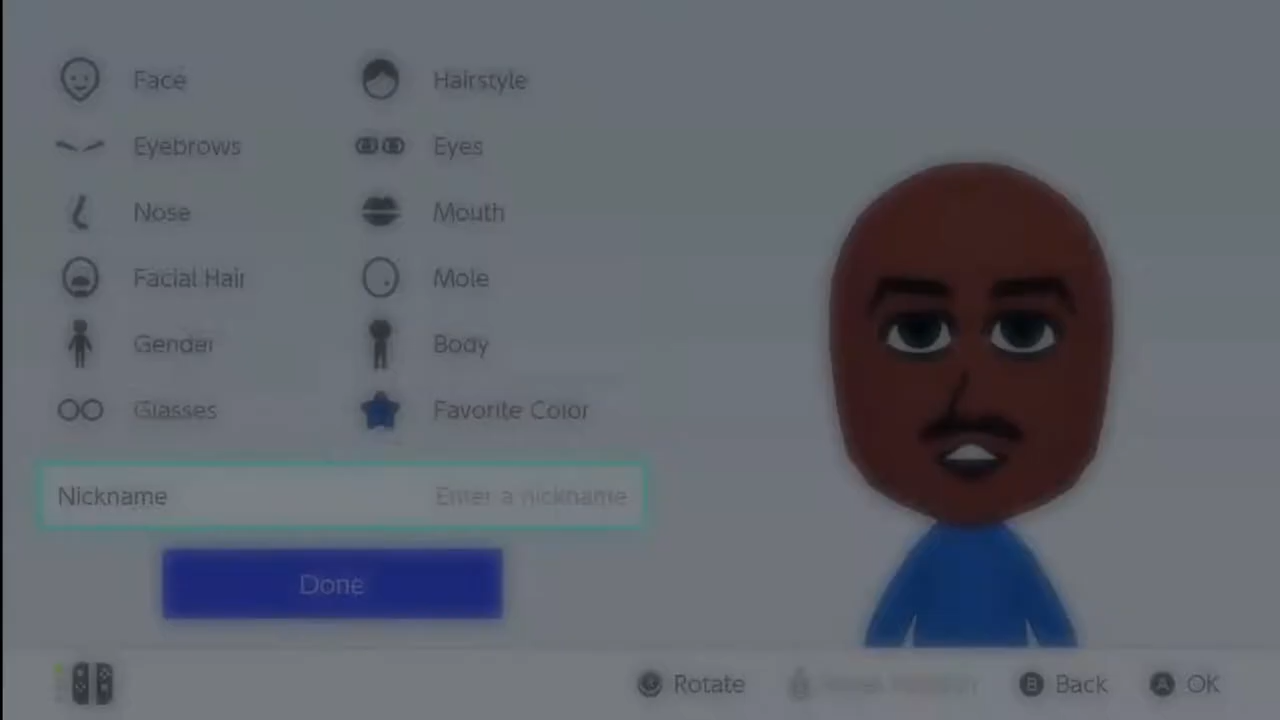 Face Hairstyle
Eyebrows Eyes
Nose Mouth
Facial Hair Mole
Gender Body
Glasses Favorite Color
Nickname Enter a nickname
Done
Rotate B Back A OK